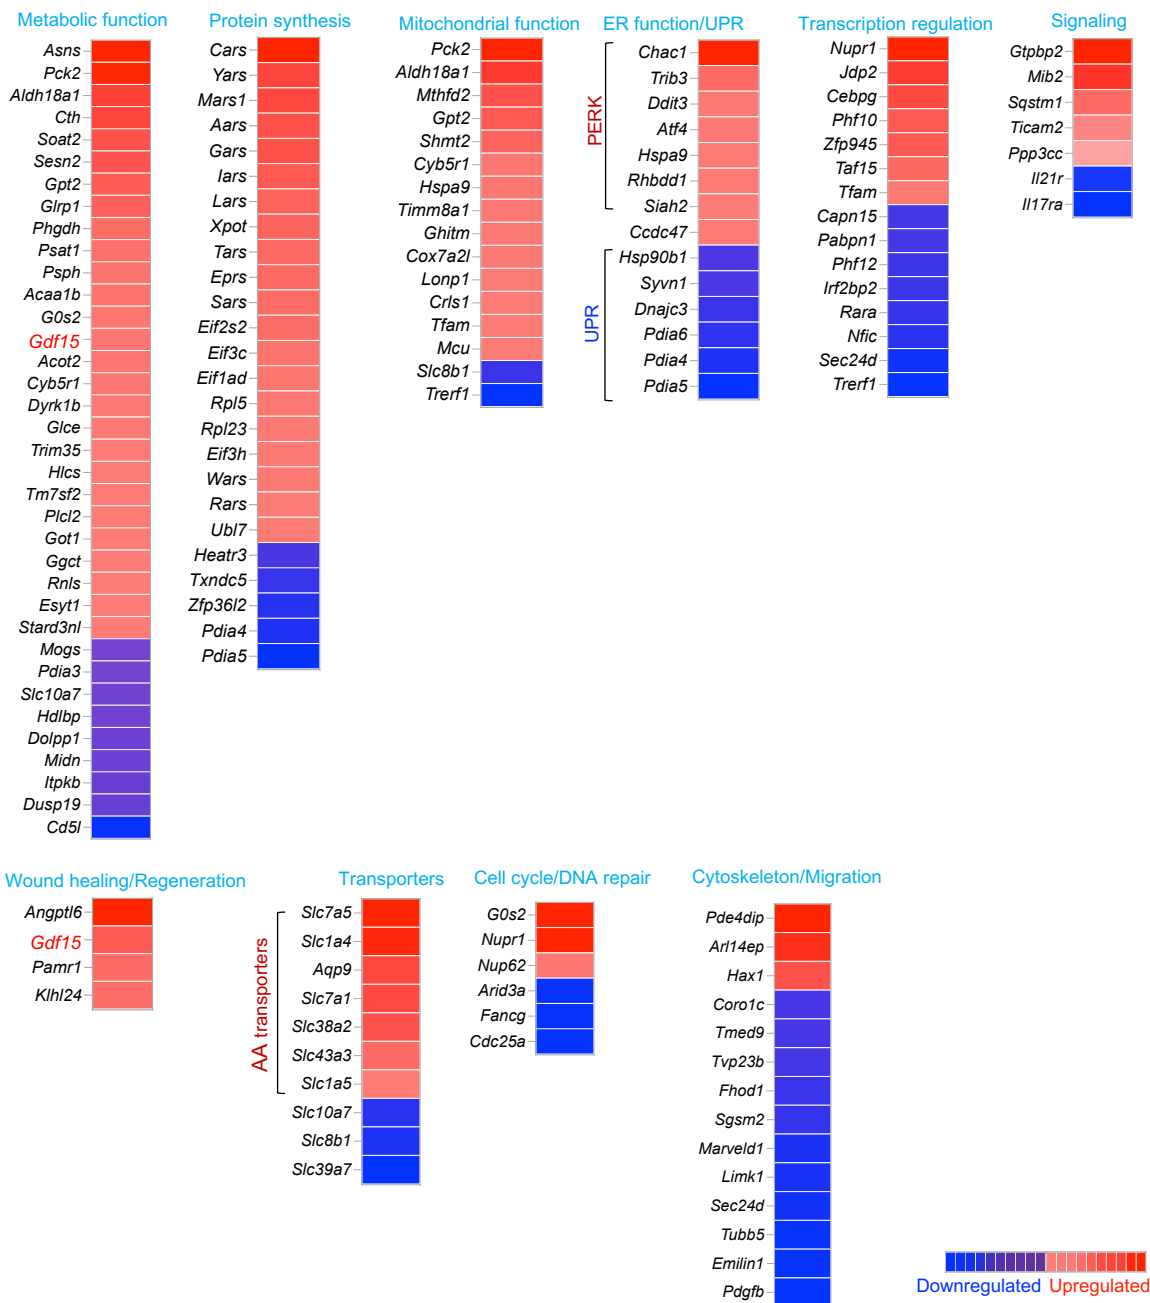 Metabolic function
Asns
Pck2
Aldh18a1
Cth
Soat2
Sesn2
Gpt2
Glrp1
Phgdh
Psat1
Psph
Acaa1b
G0s2
Gdf15
Acot2
Cyb5r1
Dyrk1b
Glce
Trim35
Hlcs
Tm7sf2
Plcl2
Got1
Ggct
Rnls
Esyt1
Stard3nl
Mogs
Pdia3
Slc10a7
Hdlbp
Dolpp1
Midn
Itpkb
Dusp19
Cd5l
Protein synthesis
Cars
Yars
Mars1
Aars
Gars
Iars
Lars
Xpot
Tars
Eprs
Sars
Eif2s2
Eif3c
Eif1ad
Rpl5
Rpl23
Eif3h
Wars
Rars
Ubl7
Heatr3
Txndc5
Zfp36l2
Pdia4
Pdia5
Mitochondrial function
Pck2
Aldh18a1
Mthfd2
Gpt2
Shmt2
Cyb5r1
Hspa9
Timm8a1
Ghitm
Cox7a2l
Lonp1
Crls1
Tfam
Mcu
Slc8b1
Trerf1
ER function/UPR
PERK
Chac1
Trib3
Ddit3
Atf4
Hspa9
Rhbdd1
Siah2
Ccdc47
UPR
Hsp90b1
Syvn1
Dnajc3
Pdia6
Pdia4
Pdia5
Transcription regulation
Nupr1
Jdp2
Cebpg
Phf10
Zfp945
Taf15
Tfam
Capn15
Pabpn1
Phf12
Irf2bp2
Rara
Nfic
Sec24d
Trerf1
Signaling
Gtpbp2
Mib2
Sqstm1
Ticam2
Ppp3cc
Il21r
Il17ra
Wound healing/Regeneration
Angptl6
Gdf15
Pamr1
Klhl24
Transporters
AA transporters
Slc7a5
Slc1a4
Aqp9
Slc7a1
Slc38a2
Slc43a3
Slc1a5
Slc10a7
Slc8b1
Slc39a7
Cell cycle/DNA repair
G0s2
Nupr1
Nup62
Arid3a
Fancg
Cdc25a
Cytoskeleton/Migration
Pde4dip
Arl14ep
Hax1
Coro1c
Tmed9
Tvp23b
Fhod1
Sgsm2
Marveld1
Limk1
Sec24d
Tubb5
Emilin1
Pdgfb
Downregulated Upregulated